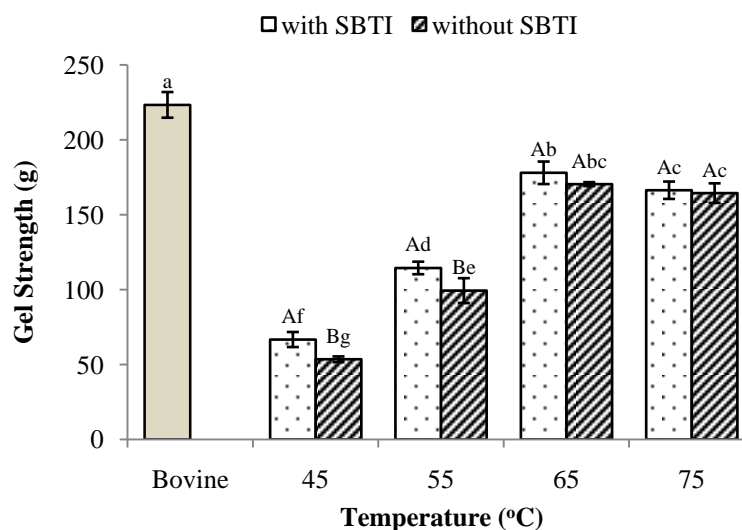 with SBTI without SBTI
250
200
150
100
50
0
Gel Strength (g)
a
Af
Bg
Ad
Be
Ab
Abc
Ac
Ac
Bovine 45 55 65 75
Temperature (ºC)